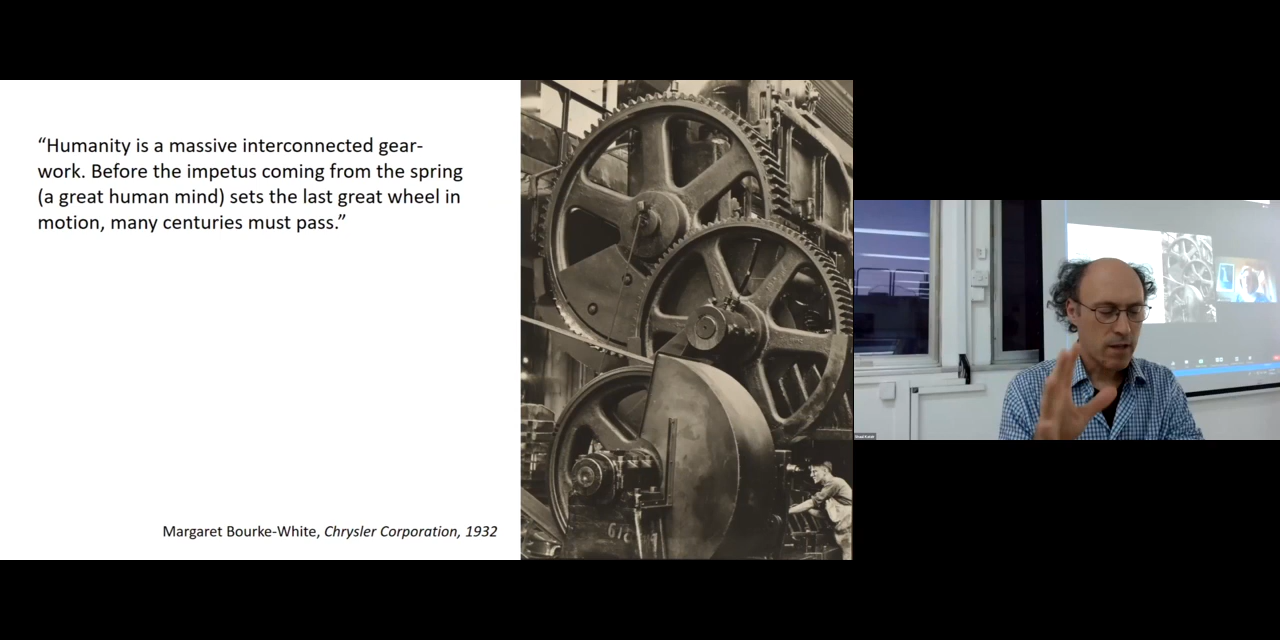 “Humanity is a massive interconnected gear-
work. Before the impetus coming from the spring
(a great human mind) sets the last great wheel in
motion, many centuries must pass.”
Margaret Bourke-White, Chrysler Corporation, 1932